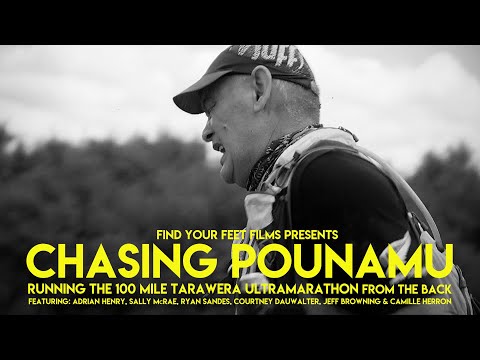 FIND YOUR FEET FILMS PRESENTS
CHASING POUNAMU
RUNNING THE 100 MILE TARAWERA ULTRAMARATHON FROM THE BACK
FEATURING: ADRIAN HENRY, SALLY McRAE, RYAN SANDES, COURTNEY DAUWALTER, JEFF BROWNING & CAMILLE HERRON